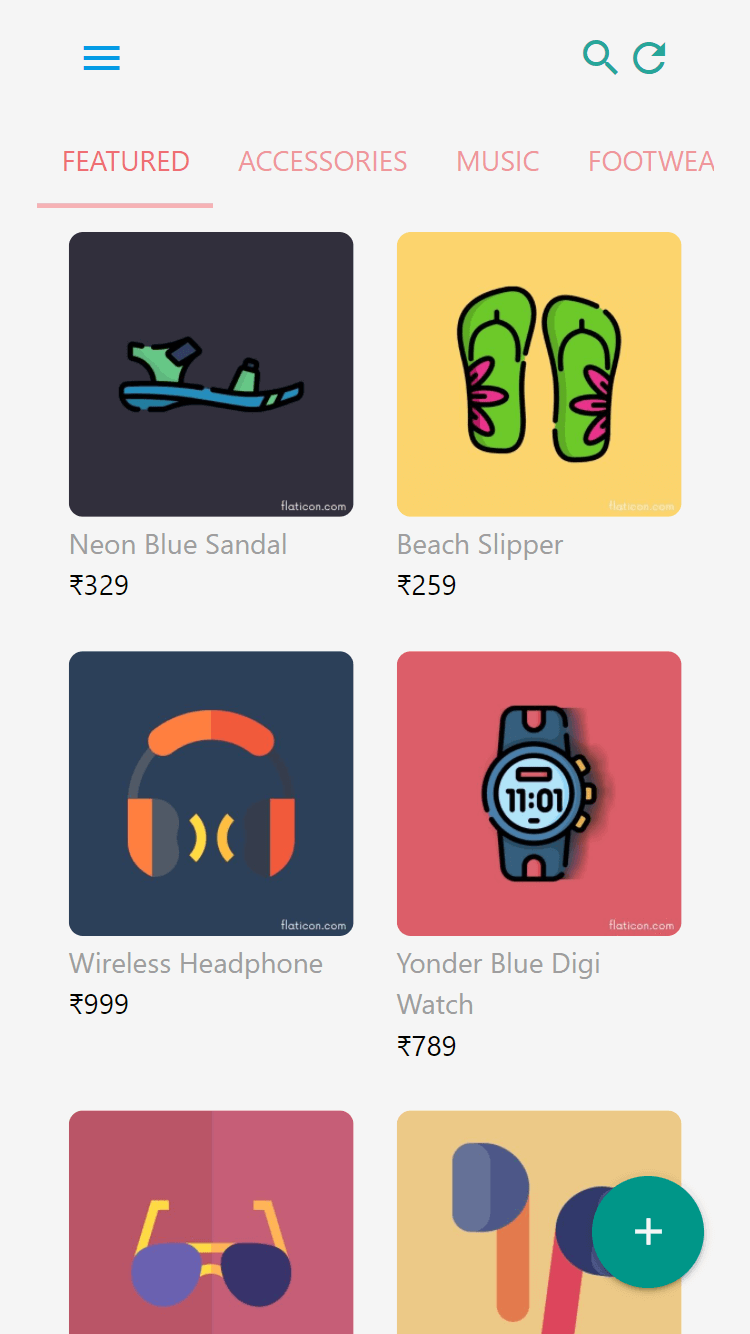 FEATURED ACCESSORIES MUSIC FOOTWEA
flaticon.com flaticon.com
Neon Blue Sandal Beach Slipper
₹329 ₹259
11:01
flaticon.com flaticon.com
Wireless Headphone Yonder Blue Digi
Watch
₹999 ₹789